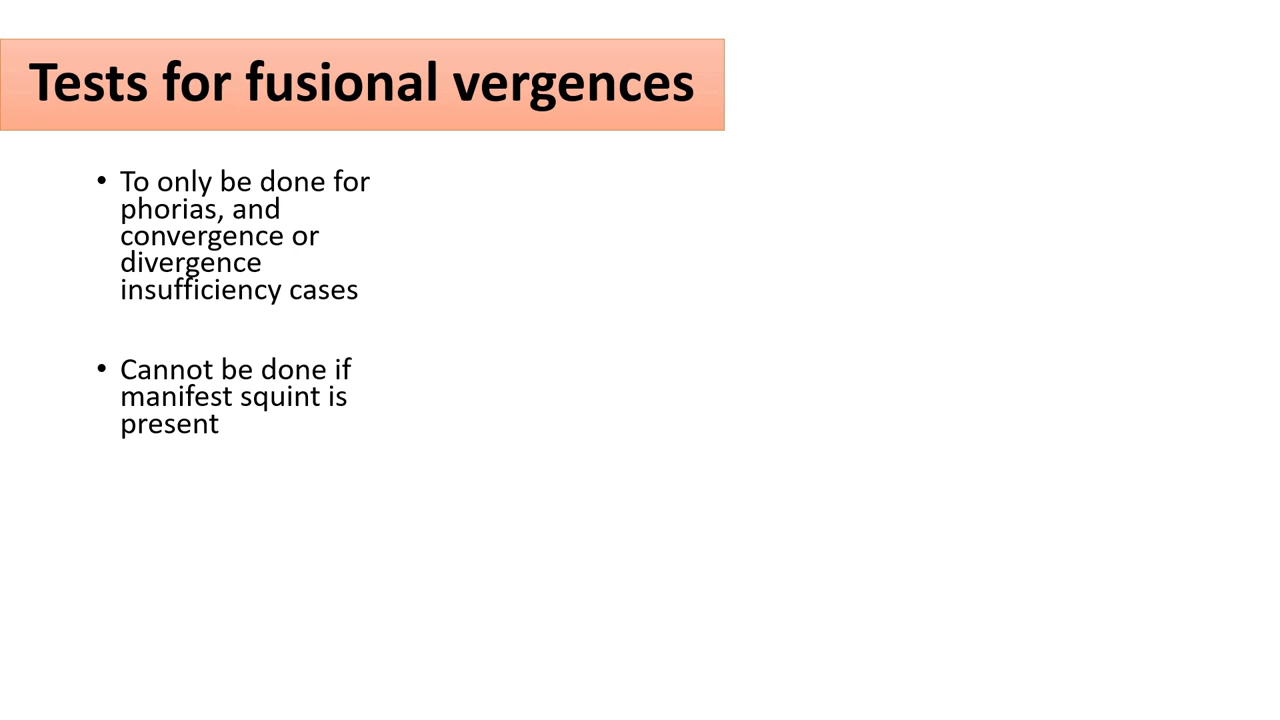 Tests for fusional vergences
• To only be done for
phorias, and
convergence or
divergence
insufficiency cases
• Cannot be done if
manifest squint is
present